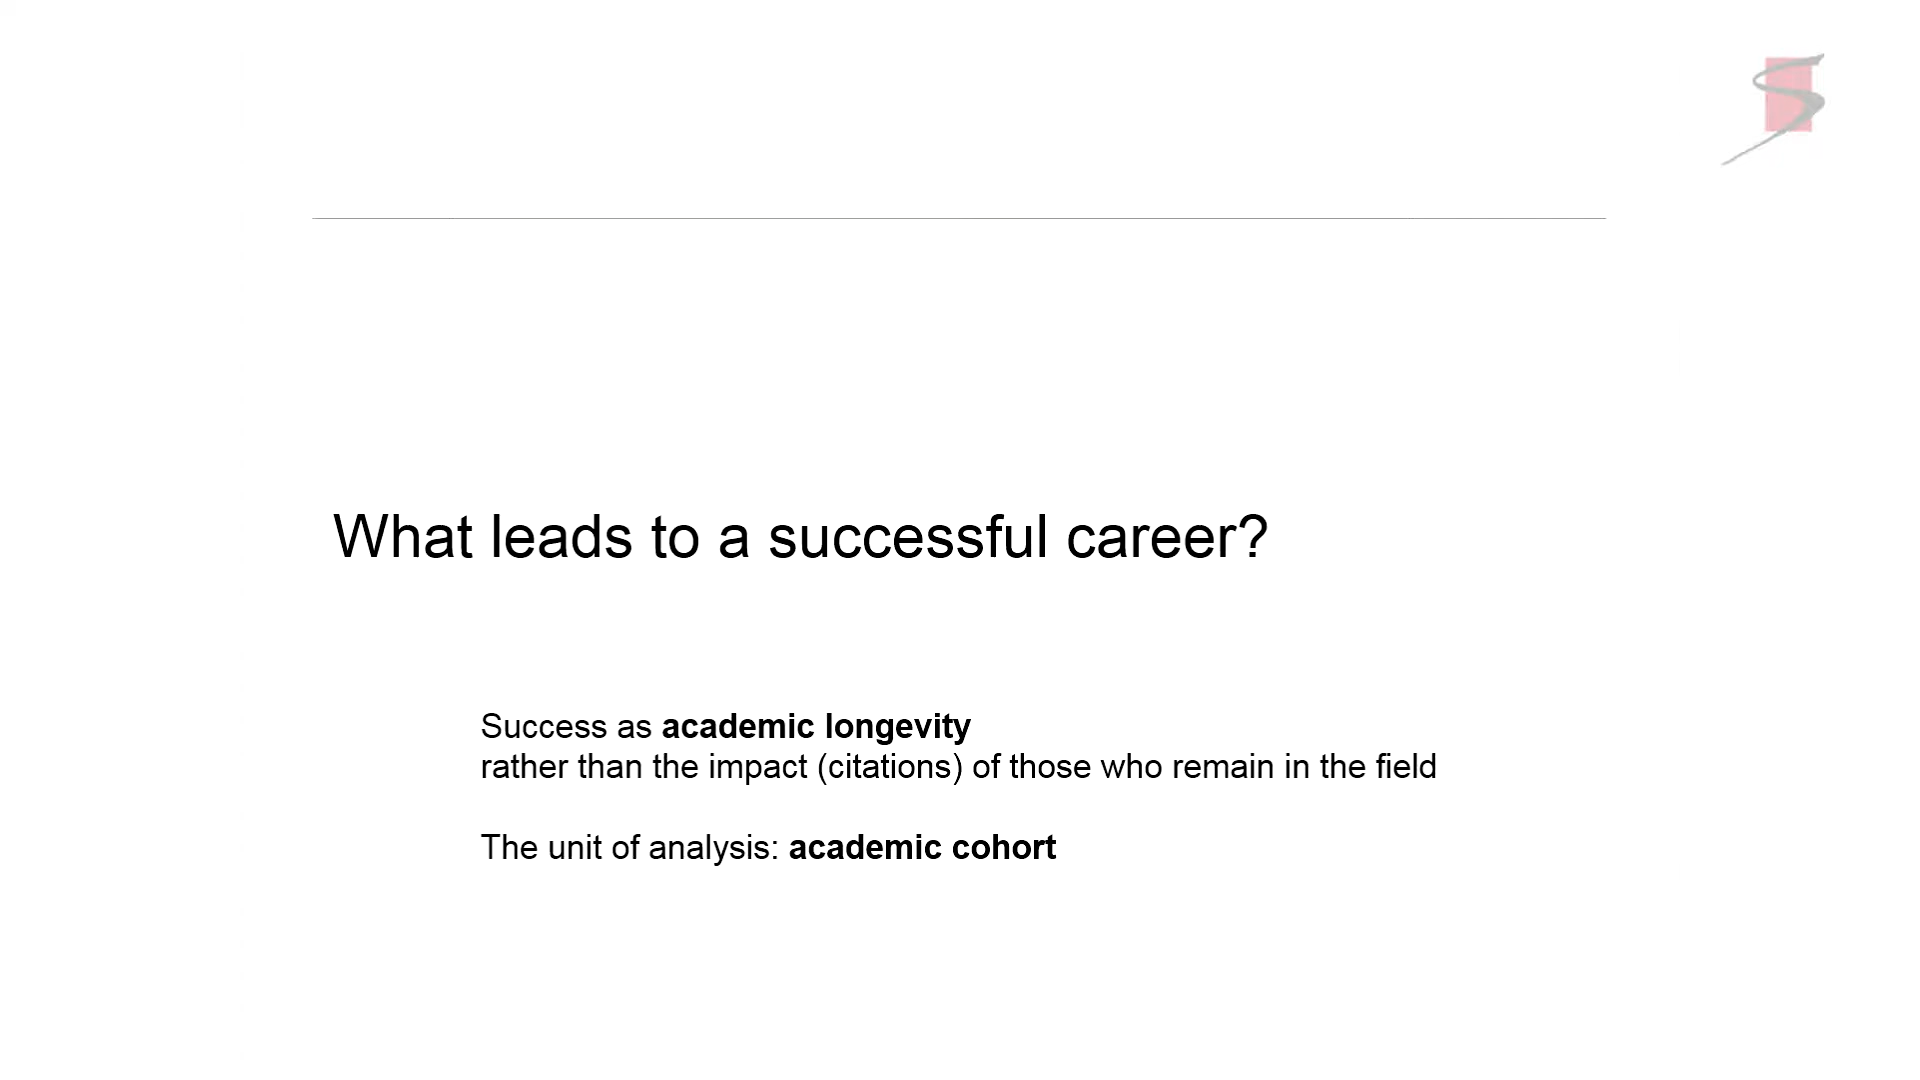 What leads to a successful career?
Success as academic longevity
rather than the impact (citations) of those who remain in the field
The unit of analysis: academic cohort